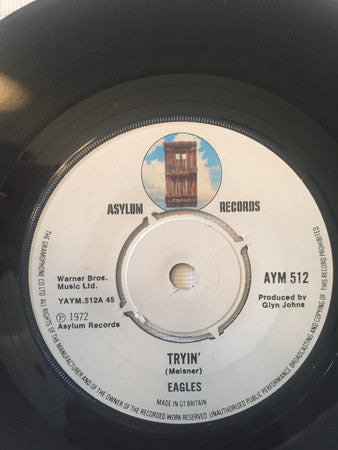 ASYLUM RECORDS
Warner Bros.
Music Ltd.
YAYM.512A 45
℗ 1972
Asylum Records
AYM 512
Produced by
Glyn Johns
TRYIN'
(Meisner)
EAGLES
MADE IN GT BRITAIN
THE GRAMOPHONE CO LTD ALL RIGHTS OF THE MANUFACTURER AND OF THE OWNER OF THE RECORDED WORK RESERVED UNAUTHORISED PUBLIC PERFORMANCE BROADCASTING AND COPYING OF THIS RECORD PROHIBITED